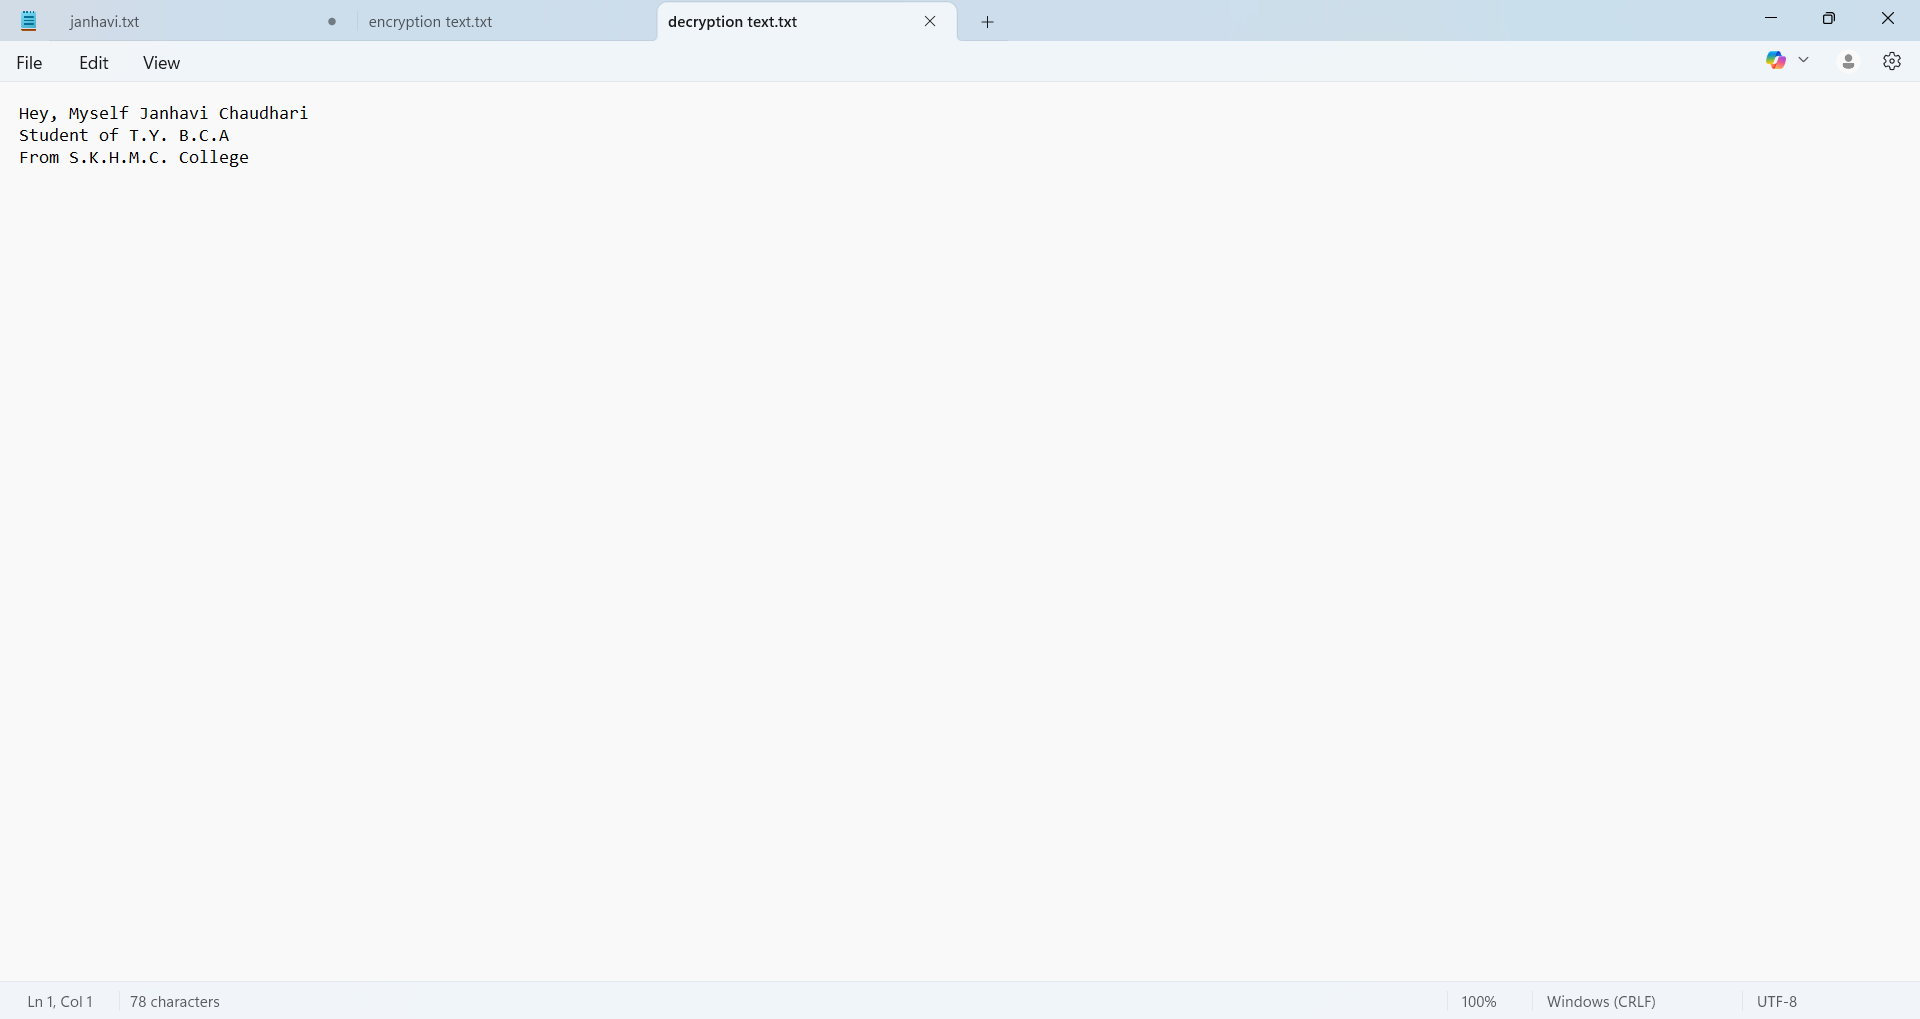 janhavi.txt
encryption text.txt
decryption text.txt
File Edit View
Hey, Myself Janhavi Chaudhari
Student of T.Y. B.C.A
From S.K.H.M.C. College
Ln 1, Col 1 78 characters 100% Windows (CRLF) UTF-8